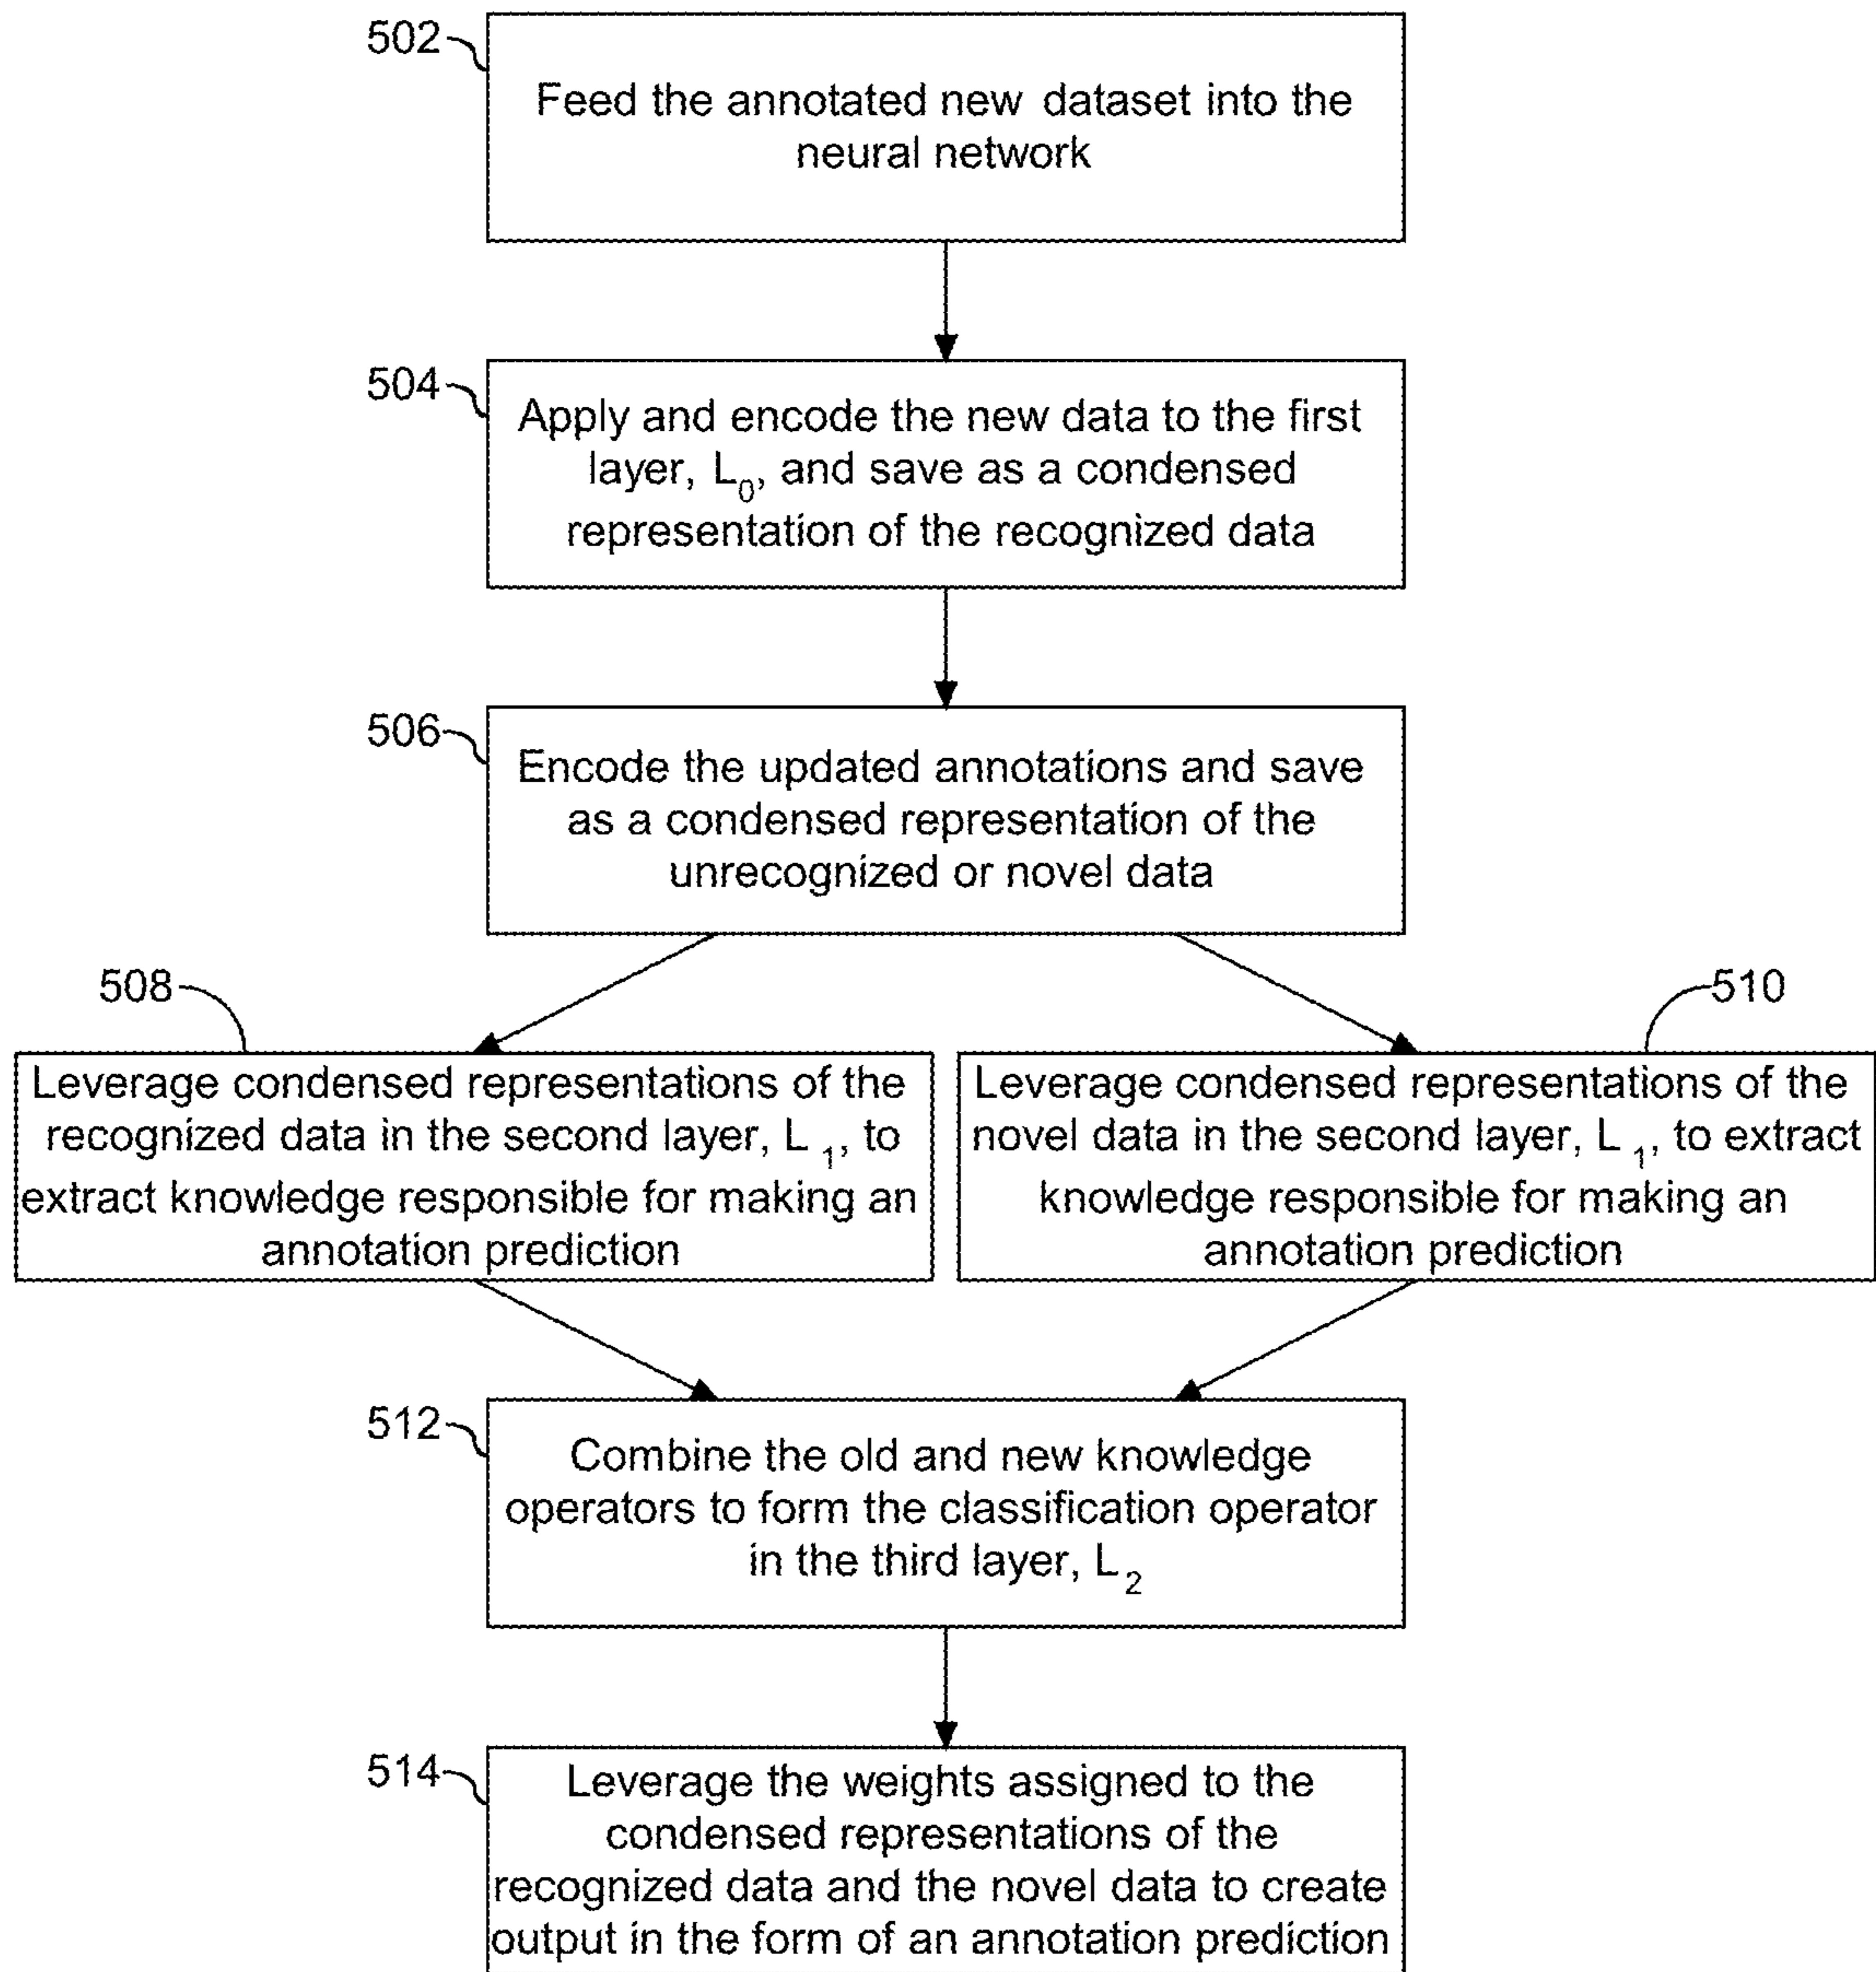 502
Feed the annotated new dataset into the
neural network
504
Apply and encode the new data to the first
layer, L₀, and save as a condensed
representation of the recognized data
506
Encode the updated annotations and save
as a condensed representation of the
unrecognized or novel data
508
Leverage condensed representations of the
recognized data in the second layer, L₁, to
extract knowledge responsible for making an
annotation prediction
510
Leverage condensed representations of the
novel data in the second layer, L₁, to extract
knowledge responsible for making an
annotation prediction
512
Combine the old and new knowledge
operators to form the classification operator
in the third layer, L₂
514
Leverage the weights assigned to the
condensed representations of the
recognized data and the novel data to create
output in the form of an annotation prediction